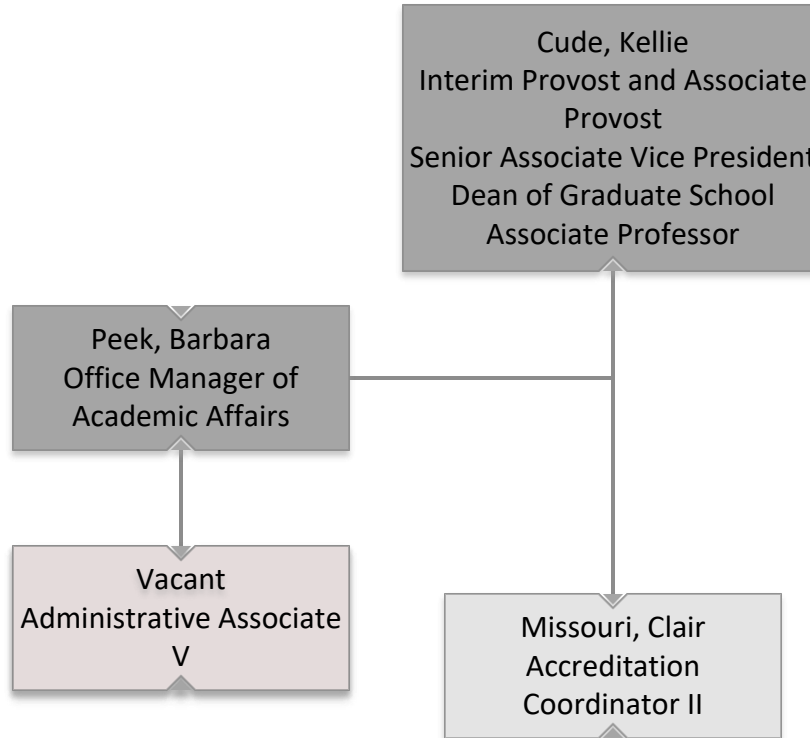 Cude, Kellie
Interim Provost and Associate
Provost
Senior Associate Vice President
Dean of Graduate School
Associate Professor
Peek, Barbara
Office Manager of
Academic Affairs
Vacant
Administrative Associate
V
Missouri, Clair
Accreditation
Coordinator II